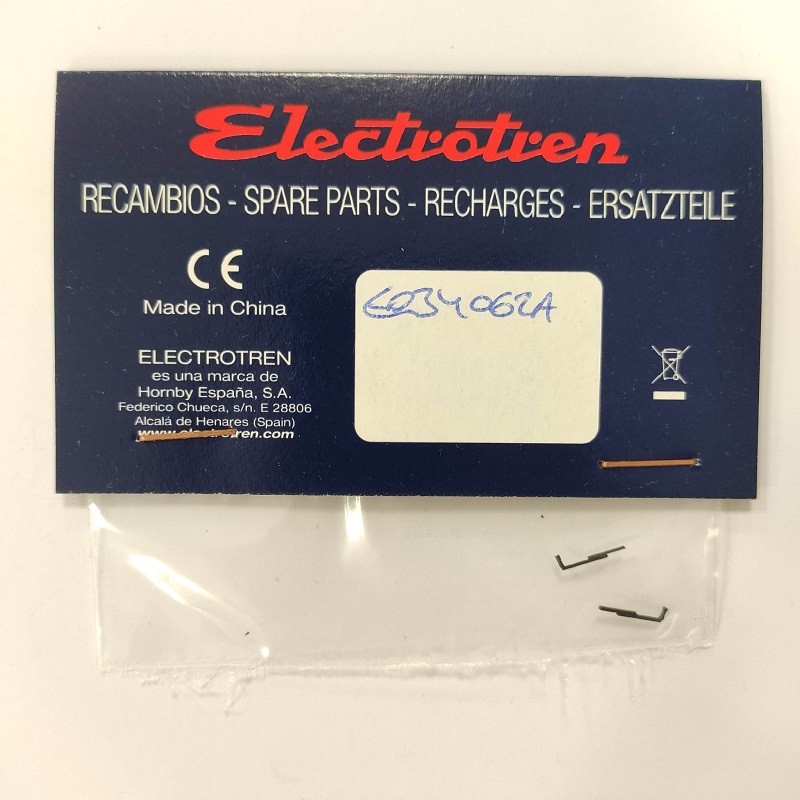 Electrotren
RECAMBIOS - SPARE PARTS - RECHARGES - ERSATZTEILE
CE
Made in China
ELECTROTREN
es una marca de
Hornby España, S.A.
Federico Chueca, s/n. E 28806
Alcalá de Henares (Spain)
www.electrotren.com